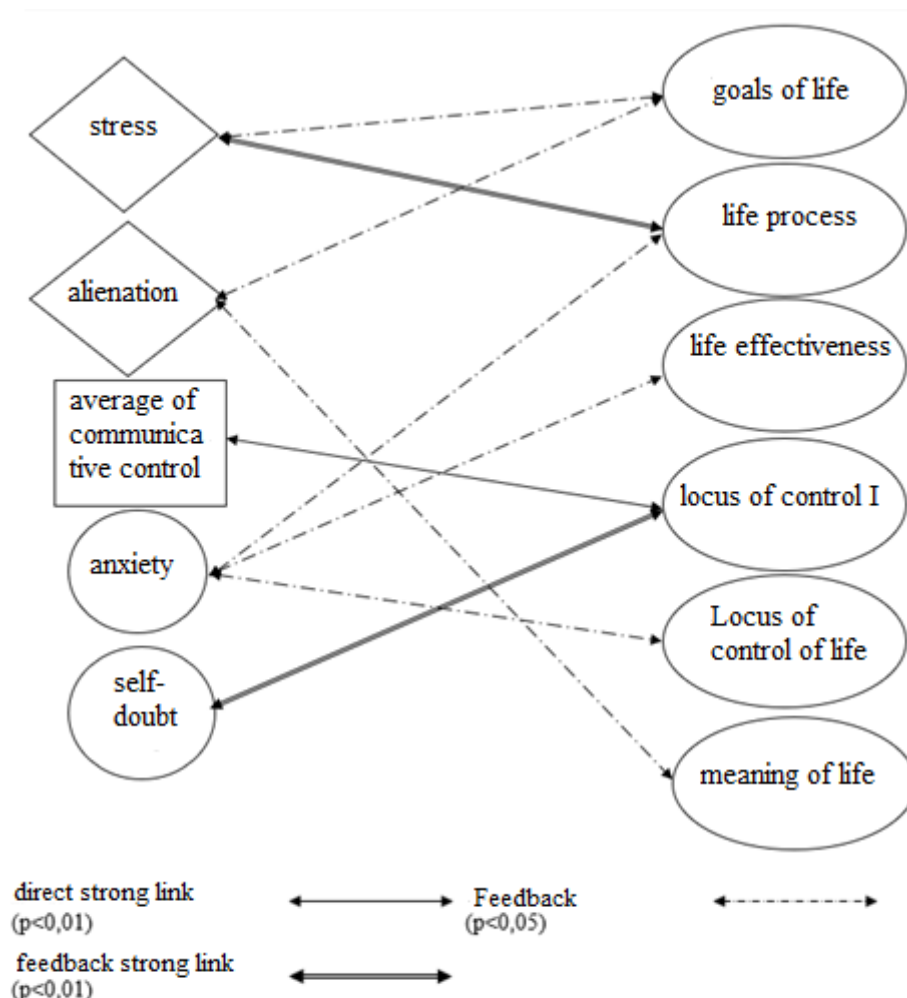 stress
alienation
average of
communica
tive control
anxiety
self-
doubt
goals of life
life process
life effectiveness
locus of control I
Locus of
control of life
meaning of life
direct strong link
(p<0,01)
Feedback
(p<0,05)
feedback strong link
(p<0,01)